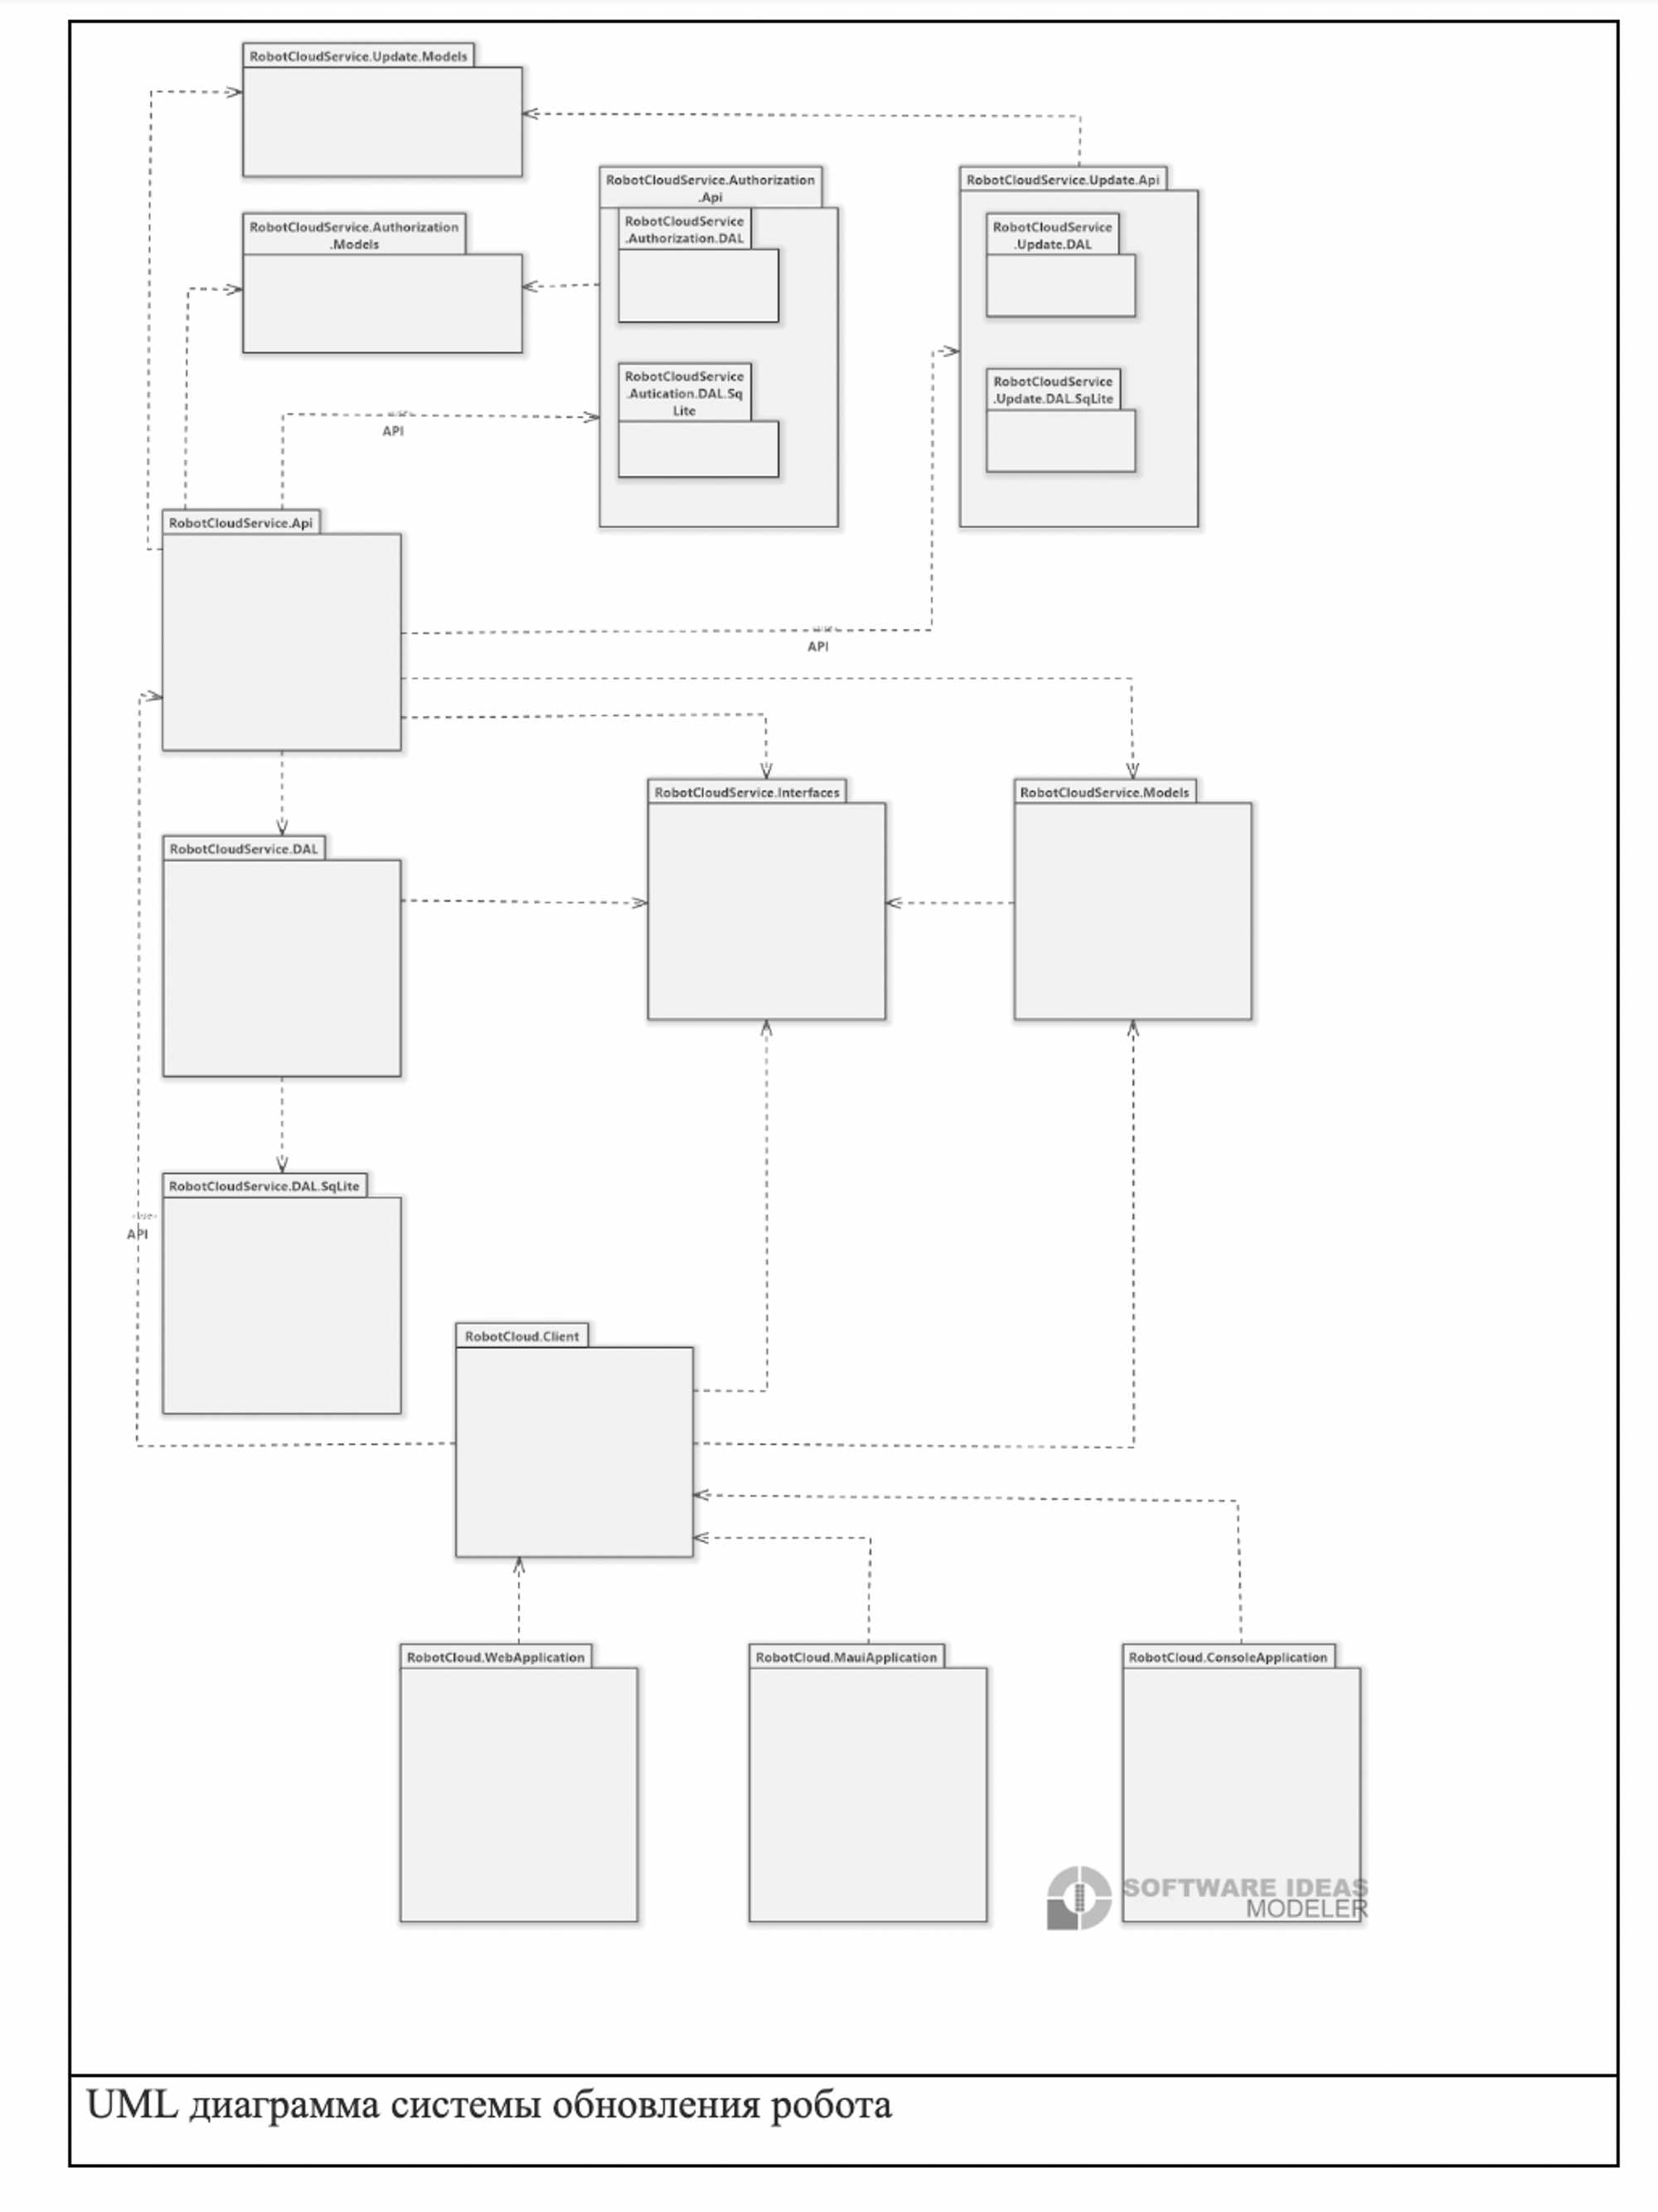 RobotCloudService.Update.Models
RobotCloudService.Authorization
.Api
RobotCloudService.Update.Api
RobotCloudService
.Authorization.DAL
RobotCloudService
.Update.DAL
RobotCloudService.Authorization
.Models
RobotCloudService
.Autication.DAL.Sq
Lite
RobotCloudService
.Update.DAL.SqLite
API
RobotCloudService.Api
API
RobotCloudService.Interfaces
RobotCloudService.Models
RobotCloudService.DAL
RobotCloudService.DAL.SqLite
API
RobotCloud.Client
RobotCloud.WebApplication
RobotCloud.MauiApplication
RobotCloud.ConsoleApplication
SOFTWARE IDEAS
MODELER
UML диаграмма системы обновления робота